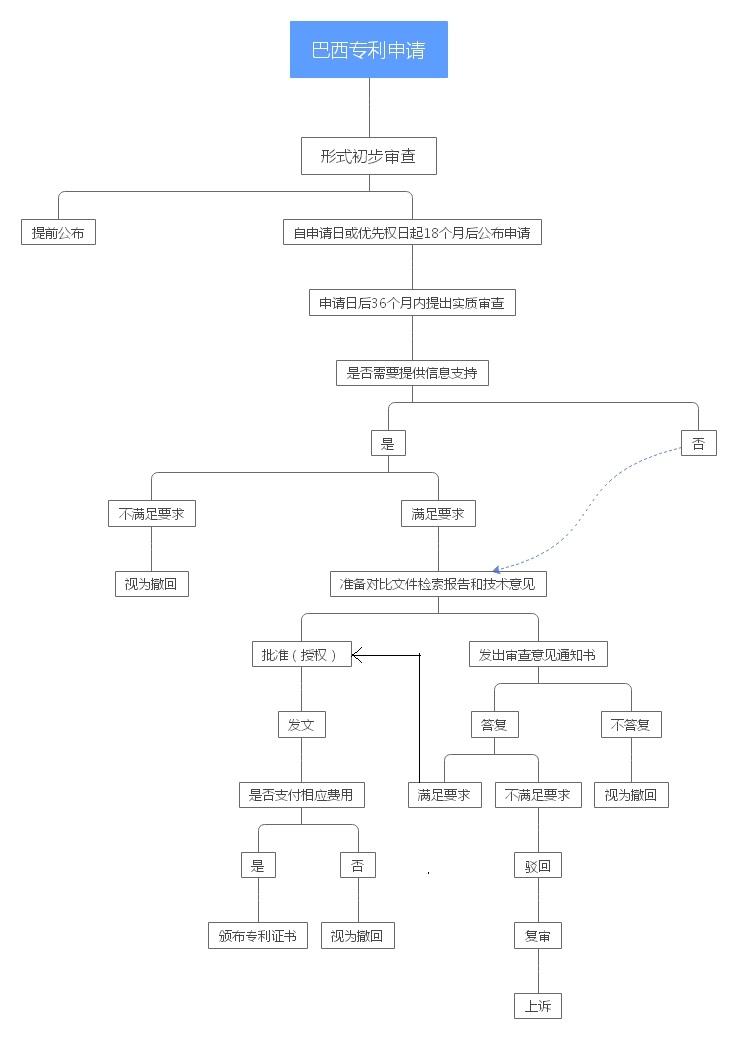 巴西专利申请
形式初步审查
提前公布
自申请日或优先权日起18个月后公布申请
申请日后36个月内提出实质审查
是否需要提供信息支持
是
否
不满足要求
满足要求
视为撤回
准备对比文件检索报告和技术意见
批准（授权）
发出审查意见通知书
发文
答复
不答复
是否支付相应费用
满足要求
不满足要求
视为撤回
是
否
驳回
颁布专利证书
视为撤回
复审
上诉